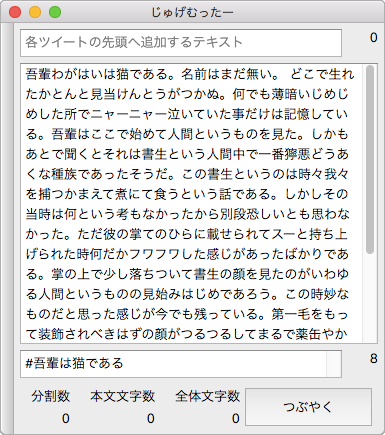 じゅげむったー
各ツイートの先頭へ追加するテキスト
0
吾輩わがはいは猫である。名前はまだ無い。 どこで生れ
たかとんと見当けんとうがつかぬ。何でも薄暗いじめじ
めした所でニャーニャー泣いていた事だけは記憶してい
る。吾輩はここで始めて人間というものを見た。しかも
あとで聞くとそれは書生という人間中で一番獰悪どうあ
くな種族であったそうだ。この書生というのは時々我々
を捕つかまえて煮にて食うという話である。しかしその
当時は何という考もなかったから別段恐しいとも思わな
かった。ただ彼の掌てのひらに載せられてスーと持ち上
げられた時何だかフワフワした感じがあったばかりであ
る。掌の上で少し落ちついて書生の顔を見たのがいわゆ
る人間というものの見始みはじめであろう。この時妙な
ものだと思った感じが今でも残っている。第一毛をもっ
て装飾されべきはずの顔がつるつるしてまるで薬缶やか
#吾輩は猫である
8
分割数 本文文字数 全体文字数
0 0 0
つぶやく